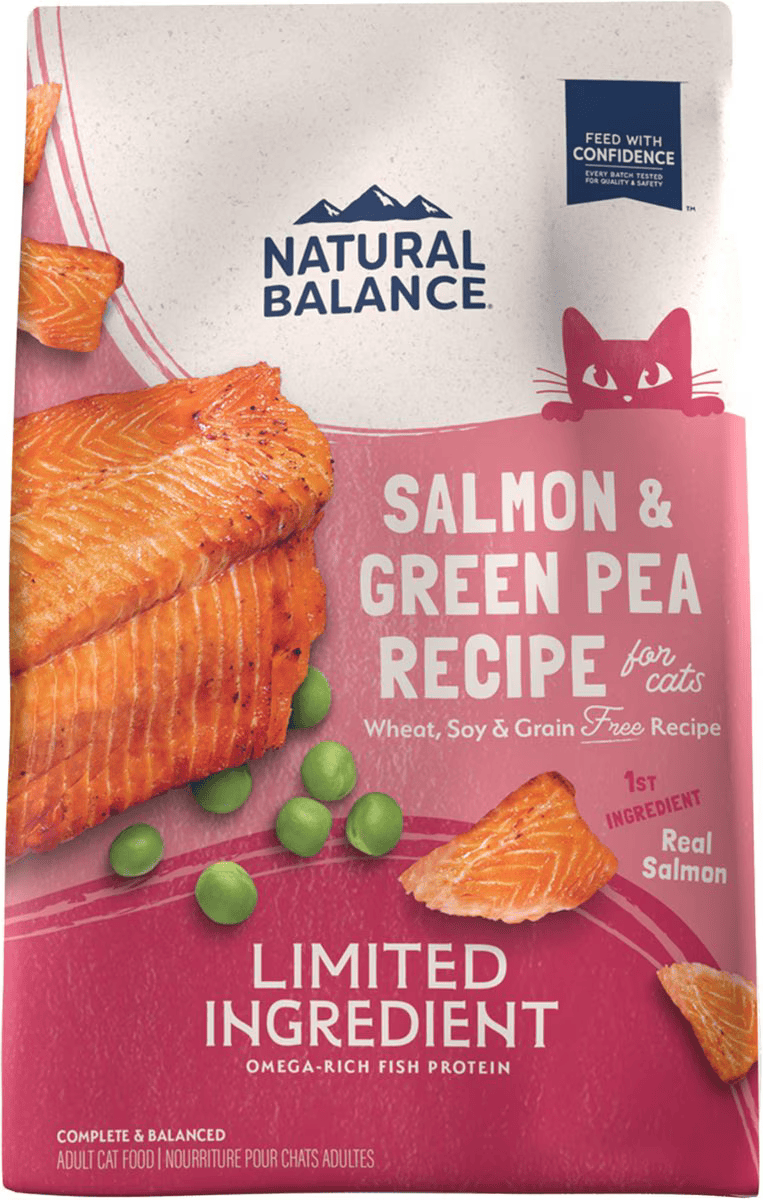 FEED WITH
CONFIDENCE
EVERY BATCH TESTED
FOR QUALITY & SAFETY
TM
NATURAL
BALANCE®
SALMON &
GREEN PEA
RECIPE for cats
Wheat, Soy & Grain Free Recipe
1ST
INGREDIENT
Real
Salmon
LIMITED
INGREDIENT
OMEGA-RICH FISH PROTEIN
COMPLETE & BALANCED
ADULT CAT FOOD | NOURRITURE POUR CHATS ADULTES